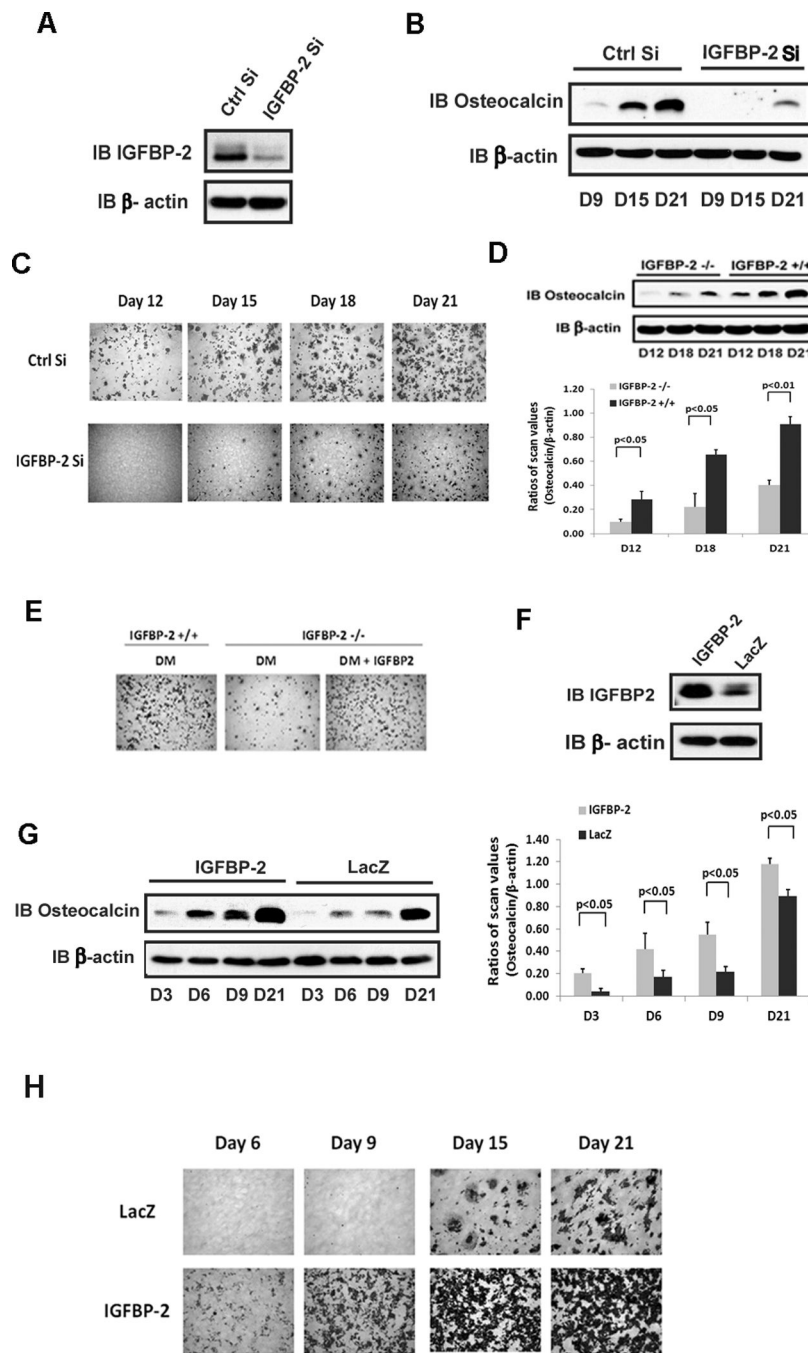 A
Ctrl Si
IGFBP-2 Si
IB IGFBP-2
IB β- actin
B
Ctrl Si IGFBP-2 Si
IB Osteocalcin
IB β-actin
D9 D15 D21 D9 D15 D21
C
Day 12 Day 15 Day 18 Day 21
Ctrl Si
IGFBP-2 Si
D
IGFBP-2 -/- IGFBP-2 +/+
IB Osteocalcin
IB β-actin
D12 D18 D21 D12 D18 D21
IGFBP-2 -/-
IGFBP-2 +/+
Ratios of scan values
(Osteocalcin/β-actin)
1.20
1.00
0.80
0.60
0.40
0.20
0.00
p<0.05
p<0.05
p<0.01
D12 D18 D21
E
IGFBP-2 +/+ IGFBP-2 -/-
DM DM DM + IGFBP2
F
IGFBP-2
LacZ
IB IGFBP2
IB β- actin
G
IGFBP-2 LacZ
IB Osteocalcin
IB β-actin
D3 D6 D9 D21 D3 D6 D9 D21
IGFBP-2
LacZ
Ratios of scan values
(Osteocalcin/β-actin)
1.40
1.20
1.00
0.80
0.60
0.40
0.20
0.00
p<0.05
p<0.05
p<0.05
p<0.05
D3 D6 D9 D21
H
Day 6 Day 9 Day 15 Day 21
LacZ
IGFBP-2